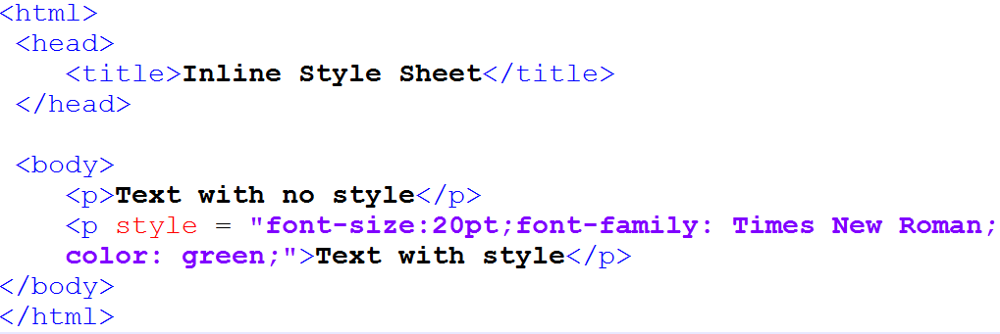 <html>
<head>
<title>Inline Style Sheet</title>
</head>
<body>
<p>Text with no style</p>
<p style = "font-size:20pt;font-family: Times New Roman;
color: green;">Text with style</p>
</body>
</html>